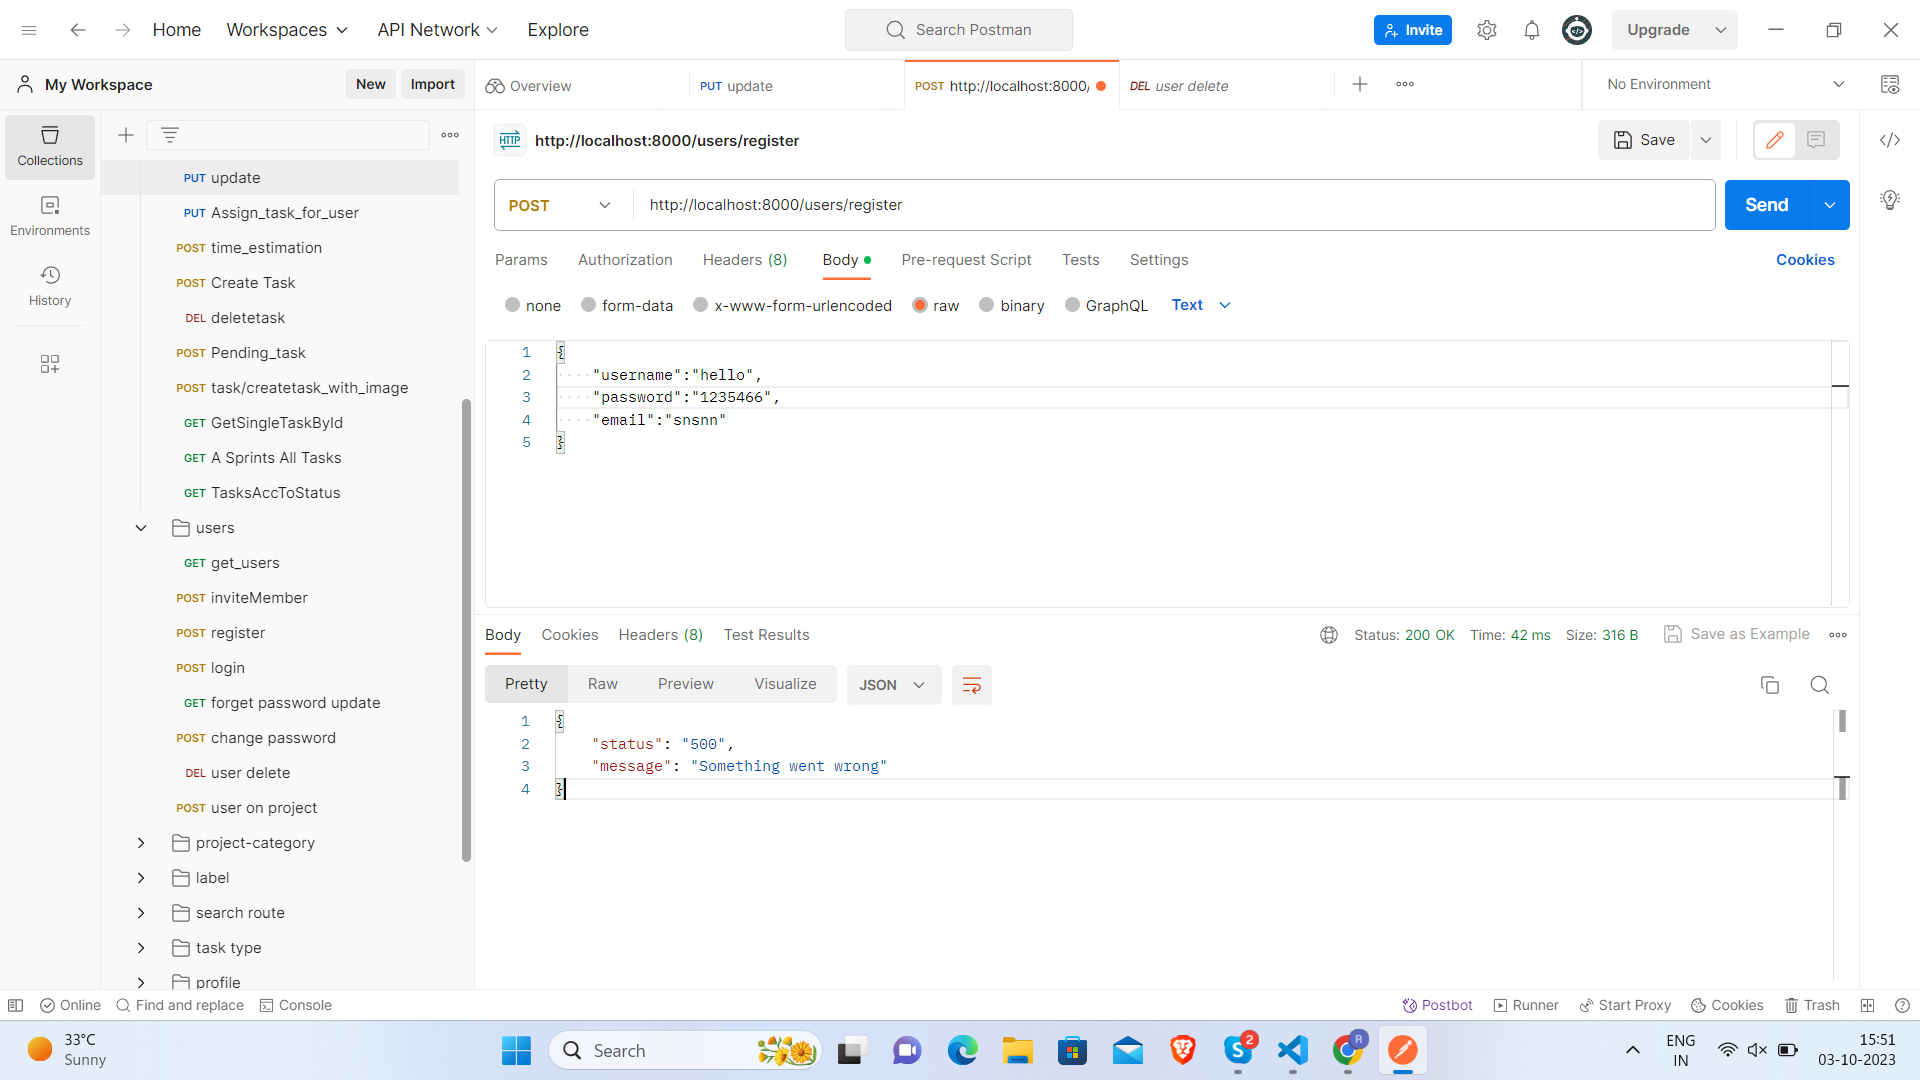 Home
Workspaces
API Network
Explore
Search Postman
Invite
Upgrade
My Workspace
New
Import
Overview
PUT update
POST http://localhost:8000/
DEL user delete
No Environment
Collections
Environments
History
PUT update
PUT Assign_task_for_user
POST time_estimation
POST Create Task
DEL deletetask
POST Pending_task
POST task/createtask_with_image
GET GetSingleTaskById
GET A Sprints All Tasks
GET TasksAccToStatus
users
GET get_users
POST inviteMember
POST register
POST login
GET forget password update
POST change password
DEL user delete
POST user on project
project-category
label
search route
task type
profile
HTTP http://localhost:8000/users/register
Save
POST http://localhost:8000/users/register
Send
Params Authorization Headers (8) Body Pre-request Script Tests Settings Cookies
none form-data x-www-form-urlencoded raw binary GraphQL Text
1 {
2 "username":"hello",
3 "password":"1235466",
4 "email":"snsnn"
5 }
Body Cookies Headers (8) Test Results Status: 200 OK Time: 42 ms Size: 316 B Save as Example
Pretty Raw Preview Visualize JSON
1 {
2 "status": "500",
3 "message": "Something went wrong"
4 }
Online Find and replace Console Postbot Runner Start Proxy Cookies Trash
33°C
Sunny
Search
2
R
ENG
IN
15:51
03-10-2023